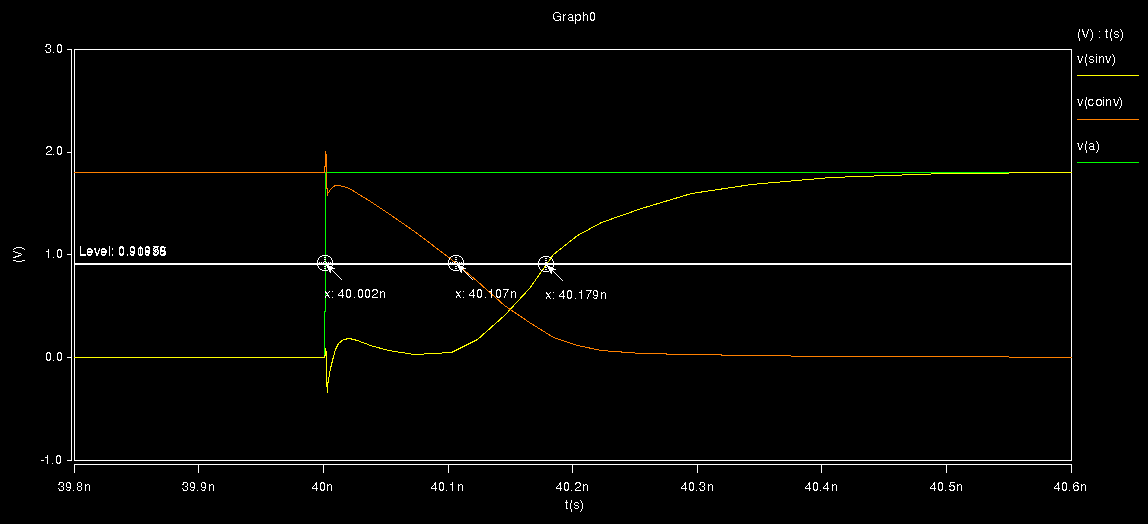 Graph0
(V) : t(s)
v(sinv)
v(coinv)
v(a)
3.0
2.0
1.0
0.0
-1.0
(V)
Level:
x: 40.002n
x: 40.107n
x: 40.179n
39.8n
39.9n
40n
40.1n
40.2n
40.3n
40.4n
40.5n
40.6n
t(s)